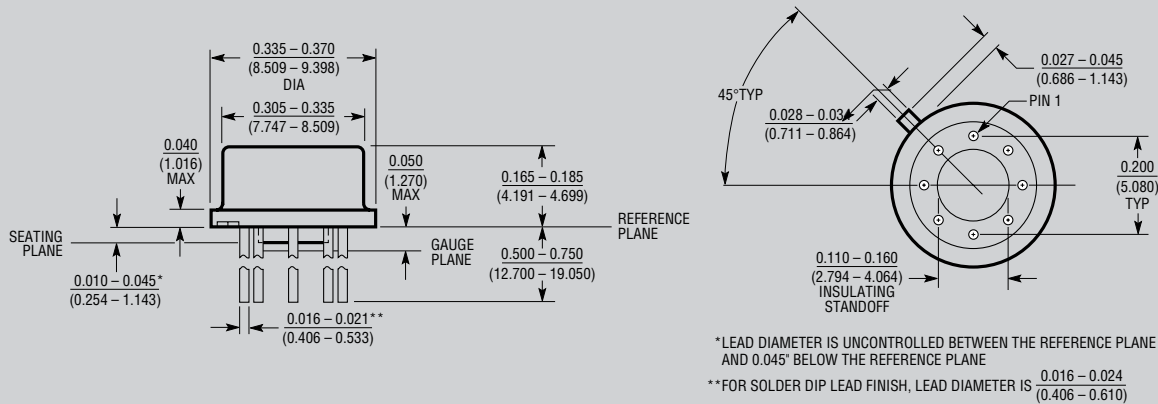 0.335 – 0.370
(8.509 – 9.398)
DIA
0.305 – 0.335
(7.747 – 8.509)
0.040
(1.016)
MAX
0.050
(1.270)
MAX
0.165 – 0.185
(4.191 – 4.699)
SEATING
PLANE
GAUGE
PLANE
REFERENCE
PLANE
0.500 – 0.750
(12.700 – 19.050)
0.010 – 0.045*
(0.254 – 1.143)
0.016 – 0.021**
(0.406 – 0.533)
45°TYP
0.028 –
(0.711 – 0.864)
0.027 – 0.045
(0.686 – 1.143)
PIN 1
0.200
(5.080)
TYP
0.110 – 0.160
(2.794 – 4.064)
INSULATING
STANDOFF
*LEAD DIAMETER IS UNCONTROLLED BETWEEN THE REFERENCE PLANE
AND 0.045" BELOW THE REFERENCE PLANE
**FOR SOLDER DIP LEAD FINISH, LEAD DIAMETER IS 0.016 – 0.024
(0.406 – 0.610)